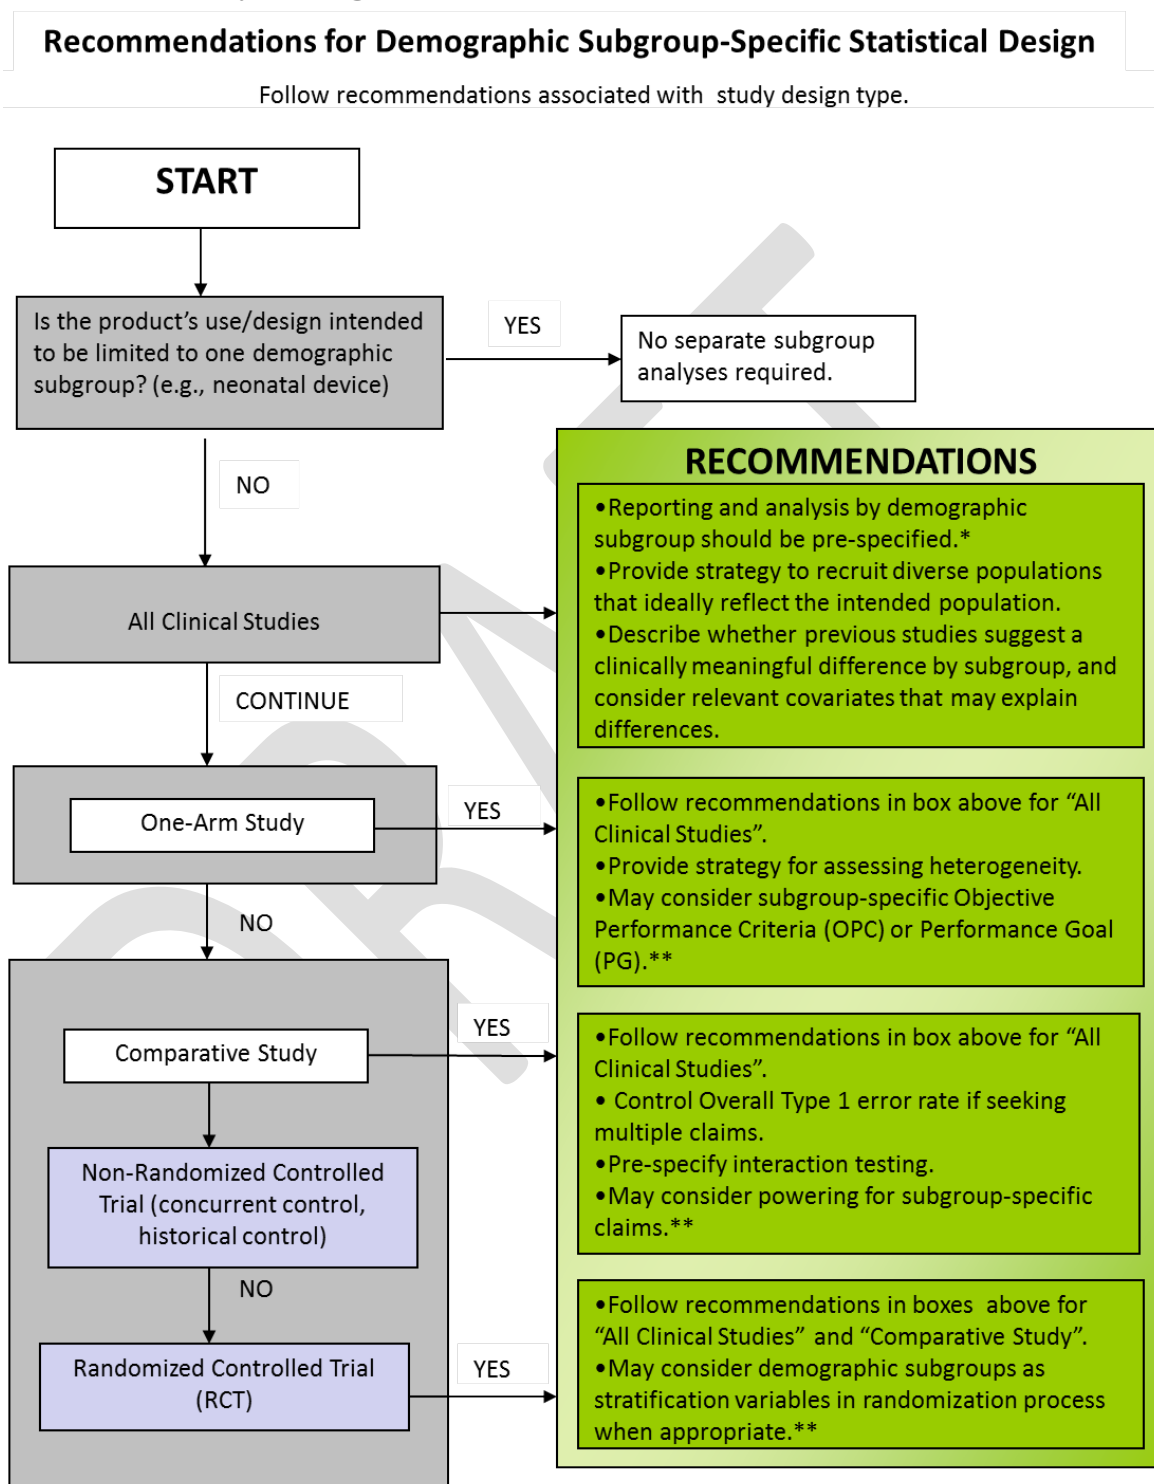 Recommendations for Demographic Subgroup-Specific Statistical Design
Follow recommendations associated with study design type.
START
Is the product’s use/design intended
to be limited to one demographic
subgroup? (e.g., neonatal device)
YES
No separate subgroup
analyses required.
NO
All Clinical Studies
CONTINUE
One-Arm Study
YES
NO
Comparative Study
YES
Non-Randomized Controlled
Trial (concurrent control,
historical control)
NO
Randomized Controlled Trial
(RCT)
YES
RECOMMENDATIONS
•Reporting and analysis by demographic
subgroup should be pre-specified.*
•Provide strategy to recruit diverse populations
that ideally reflect the intended population.
•Describe whether previous studies suggest a
clinically meaningful difference by subgroup, and
consider relevant covariates that may explain
differences.
•Follow recommendations in box above for “All
Clinical Studies”.
•Provide strategy for assessing heterogeneity.
•May consider subgroup-specific Objective
Performance Criteria (OPC) or Performance Goal
(PG).**
•Follow recommendations in box above for “All
Clinical Studies”.
• Control Overall Type 1 error rate if seeking
multiple claims.
•Pre-specify interaction testing.
•May consider powering for subgroup-specific
claims.**
•Follow recommendations in boxes above for
“All Clinical Studies” and “Comparative Study”.
•May consider demographic subgroups as
stratification variables in randomization process
when appropriate.**
DRAFT